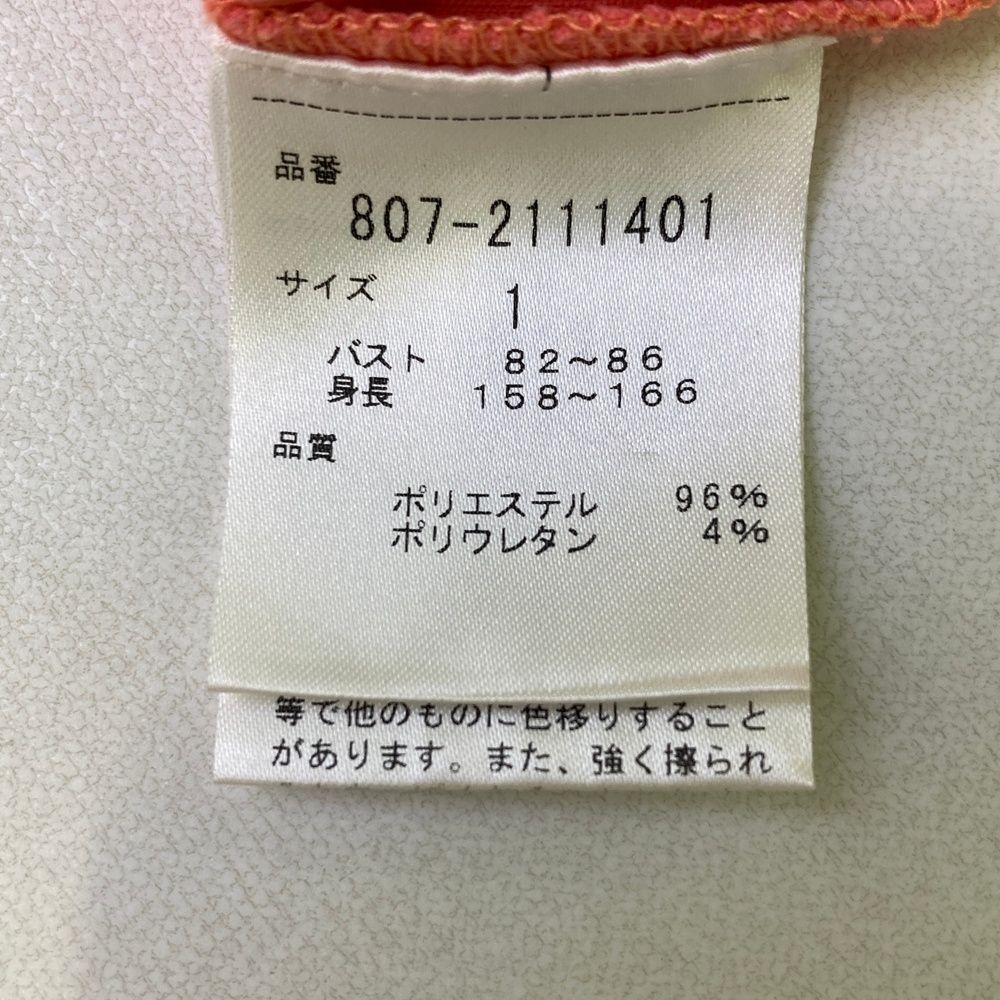 品番
807-2111401
サイズ 1
バスト 82~86
身長 158~166
品質
ポリエステル 96%
ポリウレタン 4%
等で他のものに色移りすること
があります。また、強く擦られ